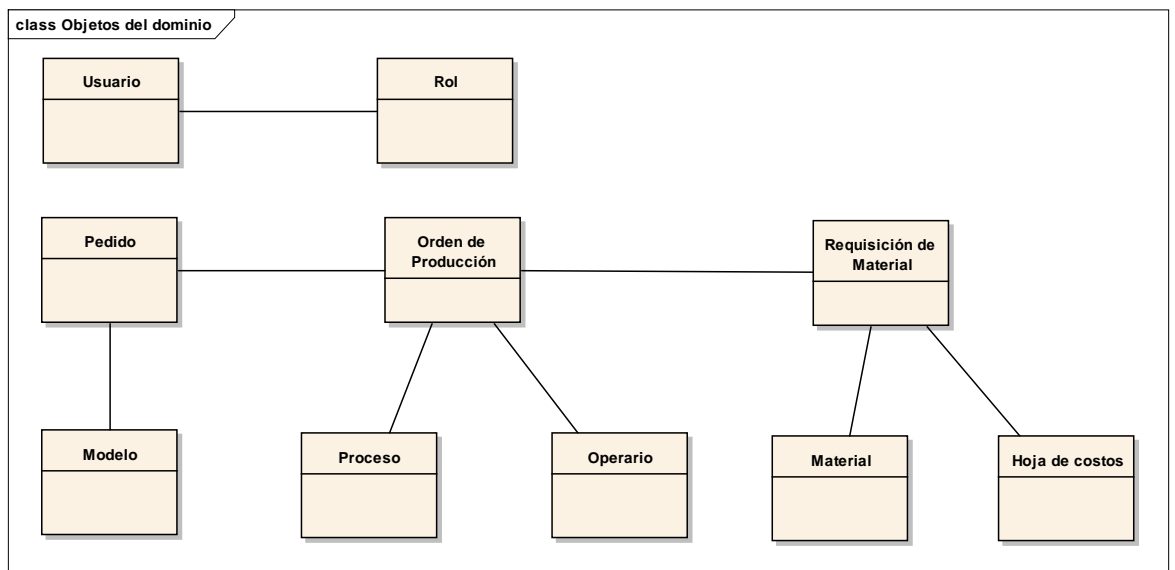 class Objetos del dominio
Usuario
Rol
Pedido
Orden de
Producción
Requisición de
Material
Modelo
Proceso
Operario
Material
Hoja de costos